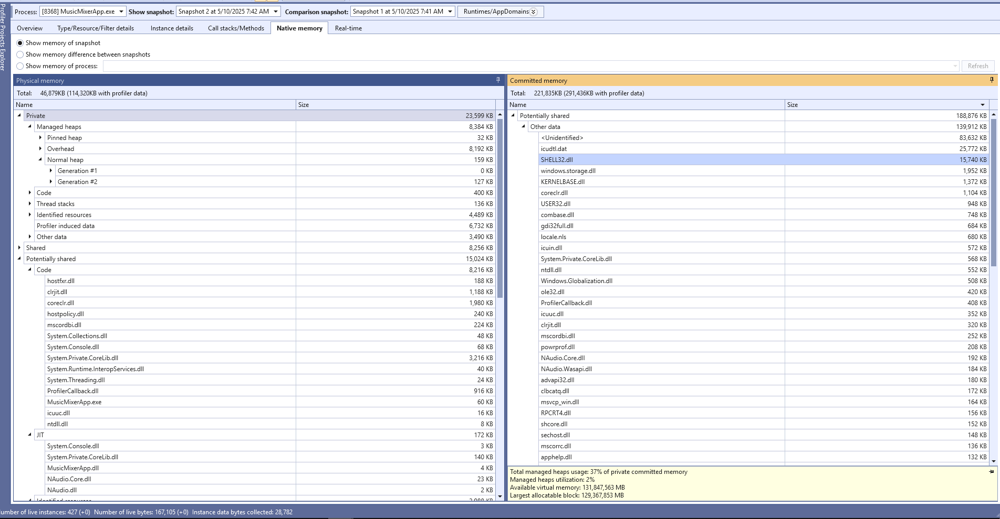 Profiler Projects Explorer
Process: [8368] MusicMixerApp.exe Show snapshot: Snapshot 2 at 5/10/2025 7:42 AM Comparison snapshot: Snapshot 1 at 5/10/2025 7:41 AM Runtimes/AppDomains
Overview Type/Resource/Filter details Instance details Call stacks/Methods Native memory Real-time
Show memory of snapshot
Show memory difference between snapshots
Show memory of process: Refresh
Physical memory
Total: 46,879KB (114,320KB with profiler data)
Name Size
Private 23,599 KB
Managed heaps 8,384 KB
Pinned heap 32 KB
Overhead 8,192 KB
Normal heap 159 KB
Generation #1 0 KB
Generation #2 127 KB
Code 400 KB
Thread stacks 136 KB
Identified resources 4,489 KB
Profiler induced data 6,732 KB
Other data 3,490 KB
Shared 8,256 KB
Potentially shared 15,024 KB
Code 8,216 KB
hostfxr.dll 188 KB
clrjit.dll 1,188 KB
coreclr.dll 1,980 KB
hostpolicy.dll 240 KB
mscordbi.dll 224 KB
System.Collections.dll 48 KB
System.Console.dll 68 KB
System.Private.CoreLib.dll 3,216 KB
System.Runtime.InteropServices.dll 40 KB
System.Threading.dll 24 KB
ProfilerCallback.dll 916 KB
MusicMixerApp.exe 60 KB
icuuc.dll 16 KB
ntdll.dll 8 KB
JIT 172 KB
System.Console.dll 3 KB
System.Private.CoreLib.dll 140 KB
MusicMixerApp.dll 4 KB
NAudio.Core.dll 23 KB
NAudio.dll 2 KB
Identified resources
Committed memory
Total: 221,835KB (291,436KB with profiler data)
Name Size
Potentially shared 188,876 KB
Other data 139,912 KB
<Unidentified> 83,632 KB
icudtl.dat 25,772 KB
SHELL32.dll 15,740 KB
windows.storage.dll 1,952 KB
KERNELBASE.dll 1,372 KB
coreclr.dll 1,104 KB
USER32.dll 948 KB
combase.dll 748 KB
gdi32full.dll 684 KB
locale.nls 680 KB
icuin.dll 572 KB
System.Private.CoreLib.dll 568 KB
ntdll.dll 552 KB
Windows.Globalization.dll 508 KB
ole32.dll 420 KB
ProfilerCallback.dll 408 KB
icuuc.dll 352 KB
clrjit.dll 320 KB
mscordbi.dll 252 KB
powrprof.dll 208 KB
NAudio.Core.dll 192 KB
NAudio.Wasapi.dll 184 KB
advapi32.dll 180 KB
clbcatq.dll 172 KB
msvcp_win.dll 164 KB
RPCRT4.dll 156 KB
shcore.dll 152 KB
sechost.dll 148 KB
mscorrc.dll 136 KB
apphelp.dll 132 KB
Total managed heaps usage: 37% of private committed memory
Managed heaps utilization: 2%
Available virtual memory: 131,847,563 MB
Largest allocatable block: 129,367,853 MB
umber of live instances: 427 (+0) Number of live bytes: 167,105 (+0) Instance data bytes collected: 28,782